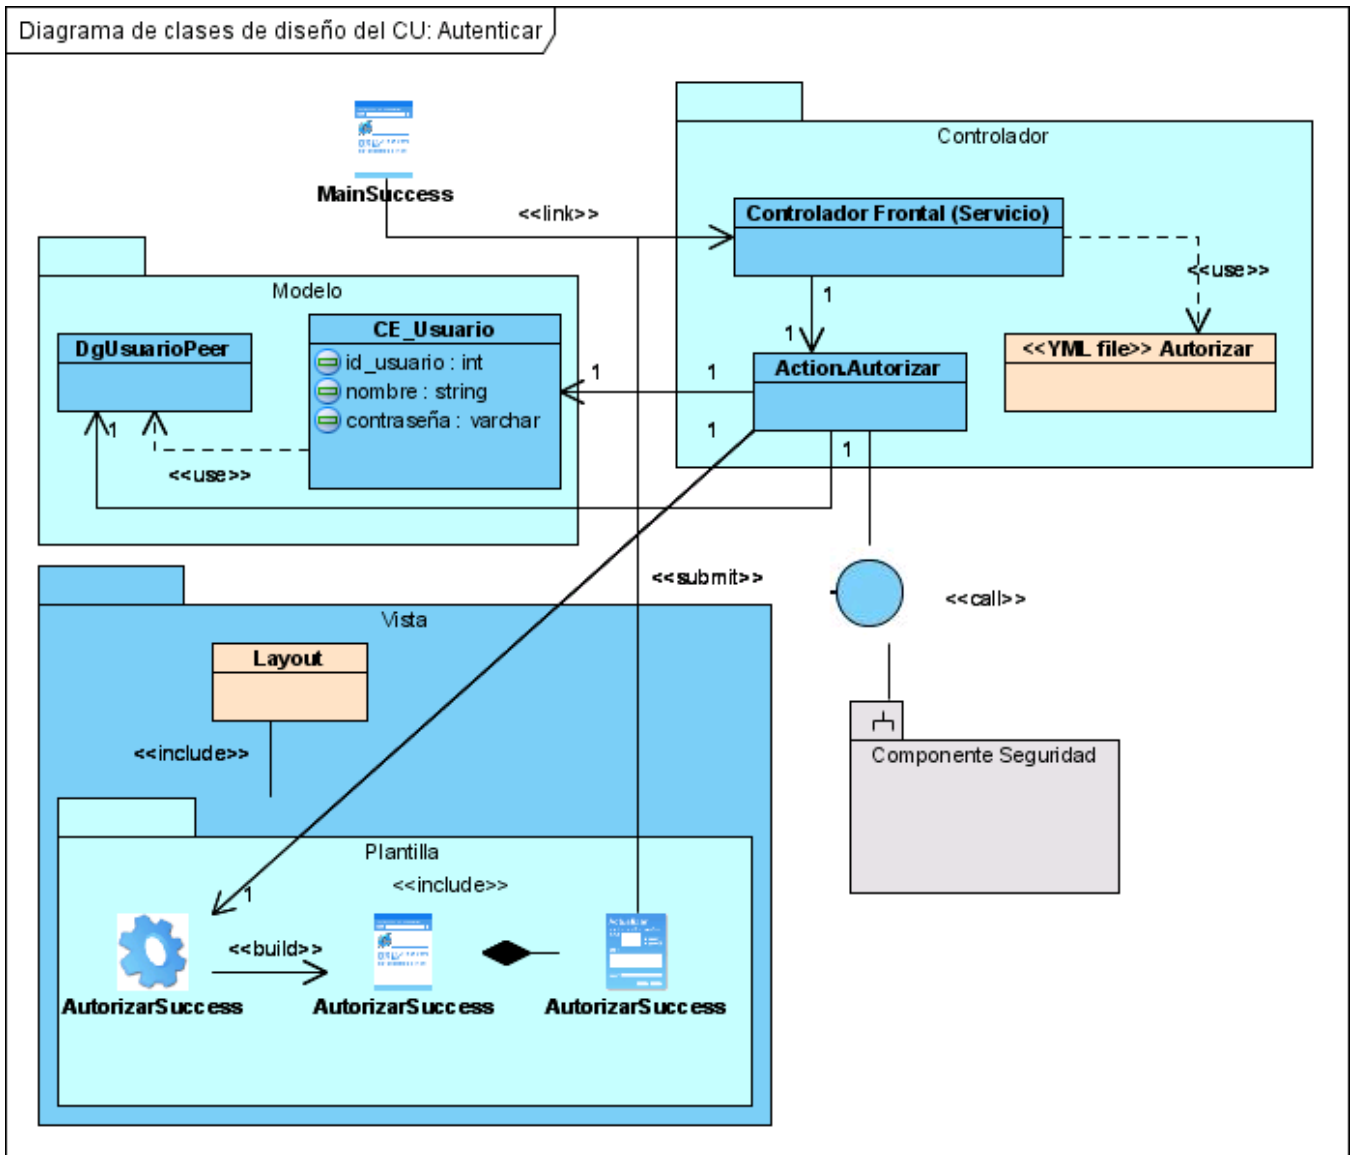 Diagrama de clases de diseño del CU: Autenticar
MainSuccess
<<link>>
Controlador
Controlador Frontal (Servicio)
<<use>>
1
1
<<YML file>> Autorizar
Action.Autorizar
Modelo
DgUsuarioPeer
CE_Usuario
id_usuario : int
nombre : string
contraseña : varchar
1
1
1
1
1
<<use>>
<<submit>>
<<call>>
Componente Seguridad
Vista
Layout
<<include>>
Plantilla
<<include>>
1
<<build>>
AutorizarSuccess
AutorizarSuccess
AutorizarSuccess